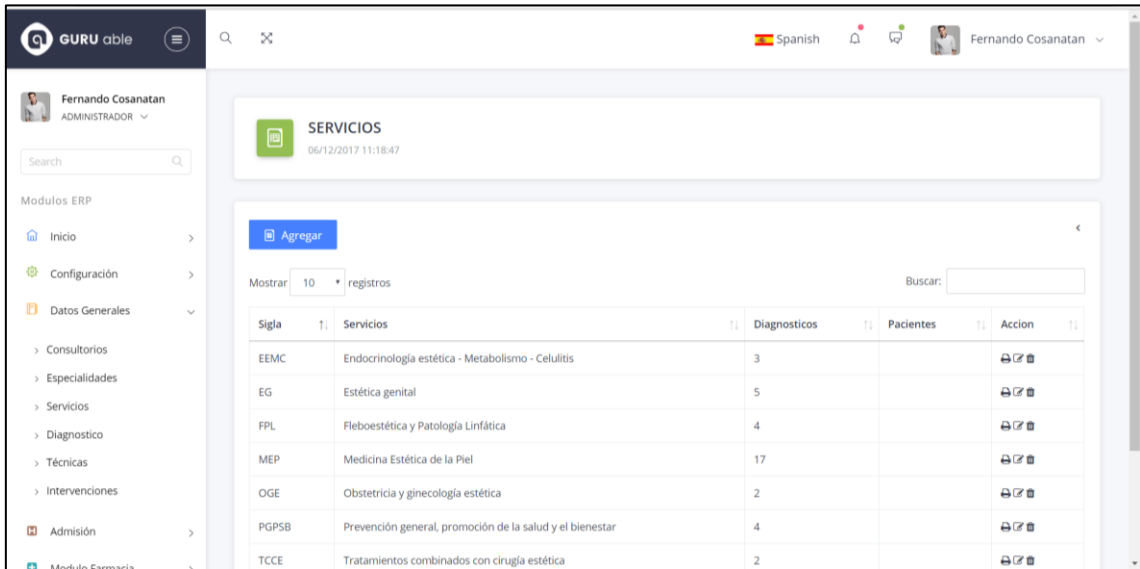 GURU able
Spanish
Fernando Cosanatan
Fernando Cosanatan
ADMINISTRADOR
Search
Modulos ERP
Inicio
Configuración
Datos Generales
Consultorios
Especialidades
Servicios
Diagnostico
Técnicas
Intervenciones
Admisión
Modulo Farmacia
SERVICIOS
06/12/2017 11:18:47
Agregar
Mostrar 10 registros
Buscar:
Sigla Servicios Diagnosticos Pacientes Accion
EEMC Endocrinología estética - Metabolismo - Celulitis 3
EG Estética genital 5
FPL Fleboestética y Patología Linfática 4
MEP Medicina Estética de la Piel 17
OGE Obstetricia y ginecología estética 2
PGPSB Prevención general, promoción de la salud y el bienestar 4
TCCE Tratamientos combinados con cirugía estética 2